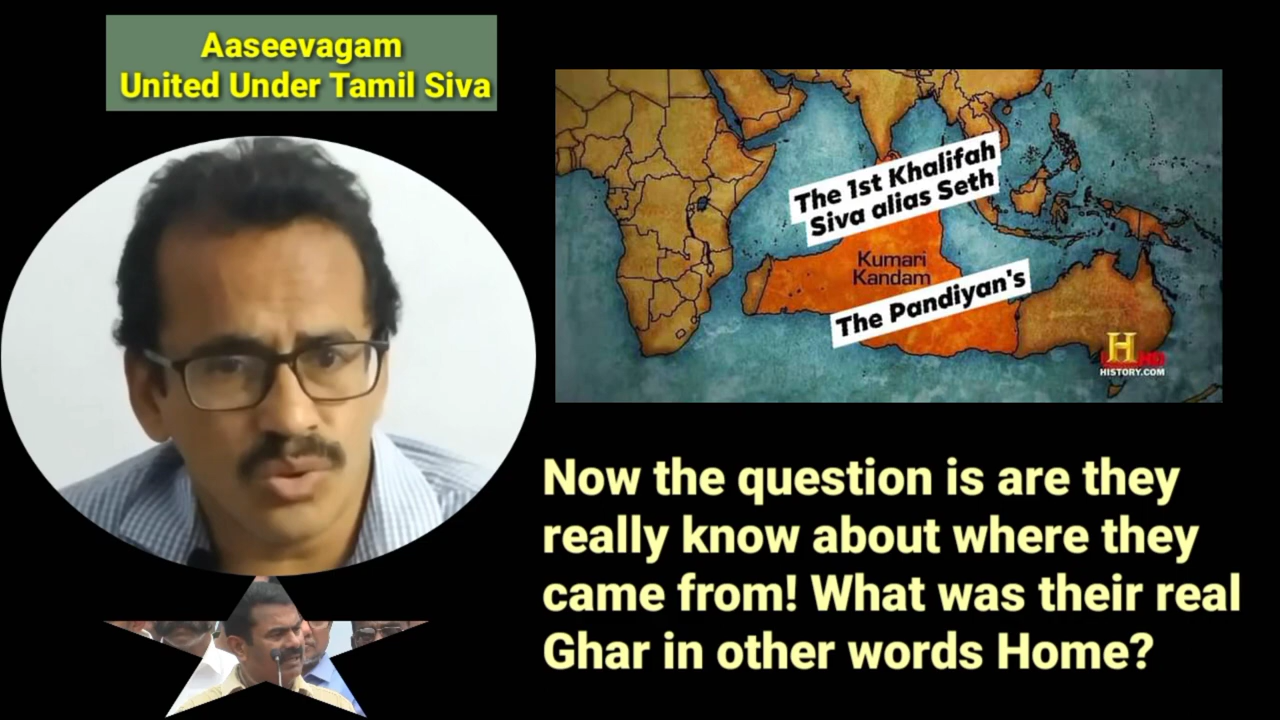 Aaseevagam
United Under Tamil Siva
The 1st Khalifah
Siva alias Seth
Kumari
Kandam
The Pandiyan's
H
HD
HISTORY.COM
Now the question is are they
really know about where they
came from! What was their real
Ghar in other words Home?